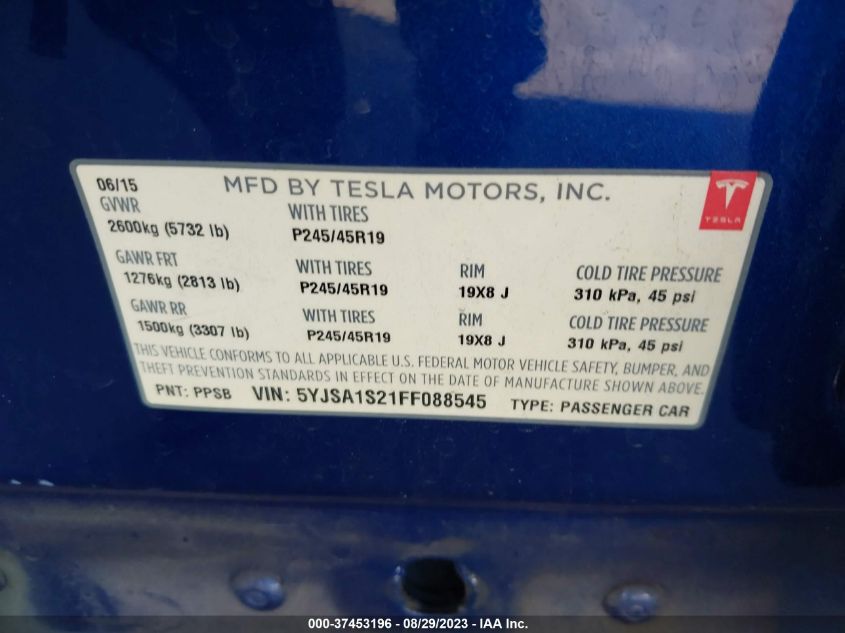 06/15 MFD BY TESLA MOTORS, INC.
TESLA
GVWR WITH TIRES
2600kg (5732 lb) P245/45R19
GAWR FRT WITH TIRES RIM COLD TIRE PRESSURE
1276kg (2813 lb) P245/45R19 19X8 J 310 kPa, 45 psi
GAWR RR WITH TIRES RIM COLD TIRE PRESSURE
1500kg (3307 lb) P245/45R19 19X8 J 310 kPa, 45 psi
THIS VEHICLE CONFORMS TO ALL APPLICABLE U.S. FEDERAL MOTOR VEHICLE SAFETY, BUMPER, AND
THEFT PREVENTION STANDARDS IN EFFECT ON THE DATE OF MANUFACTURE SHOWN ABOVE.
PNT: PPSB VIN: 5YJSA1S21FF088545 TYPE: PASSENGER CAR
000-37453196 - 08/29/2023 - IAA Inc.